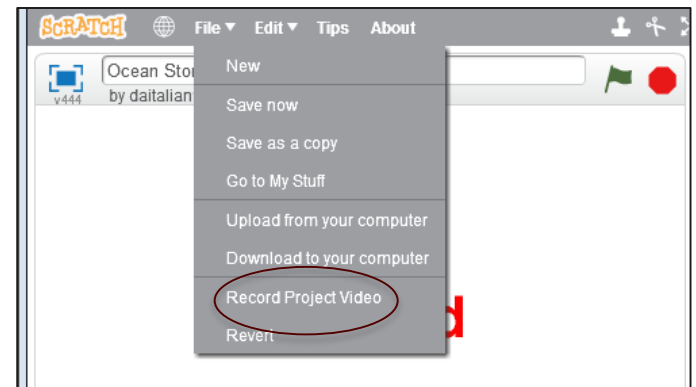 SCRATCH File ▼ Edit ▼ Tips About
Ocean Sto
v444 by daitalian
New
Save now
Save as a copy
Go to My Stuff
Upload from your computer
Download to your computer
Record Project Video
Revert
d